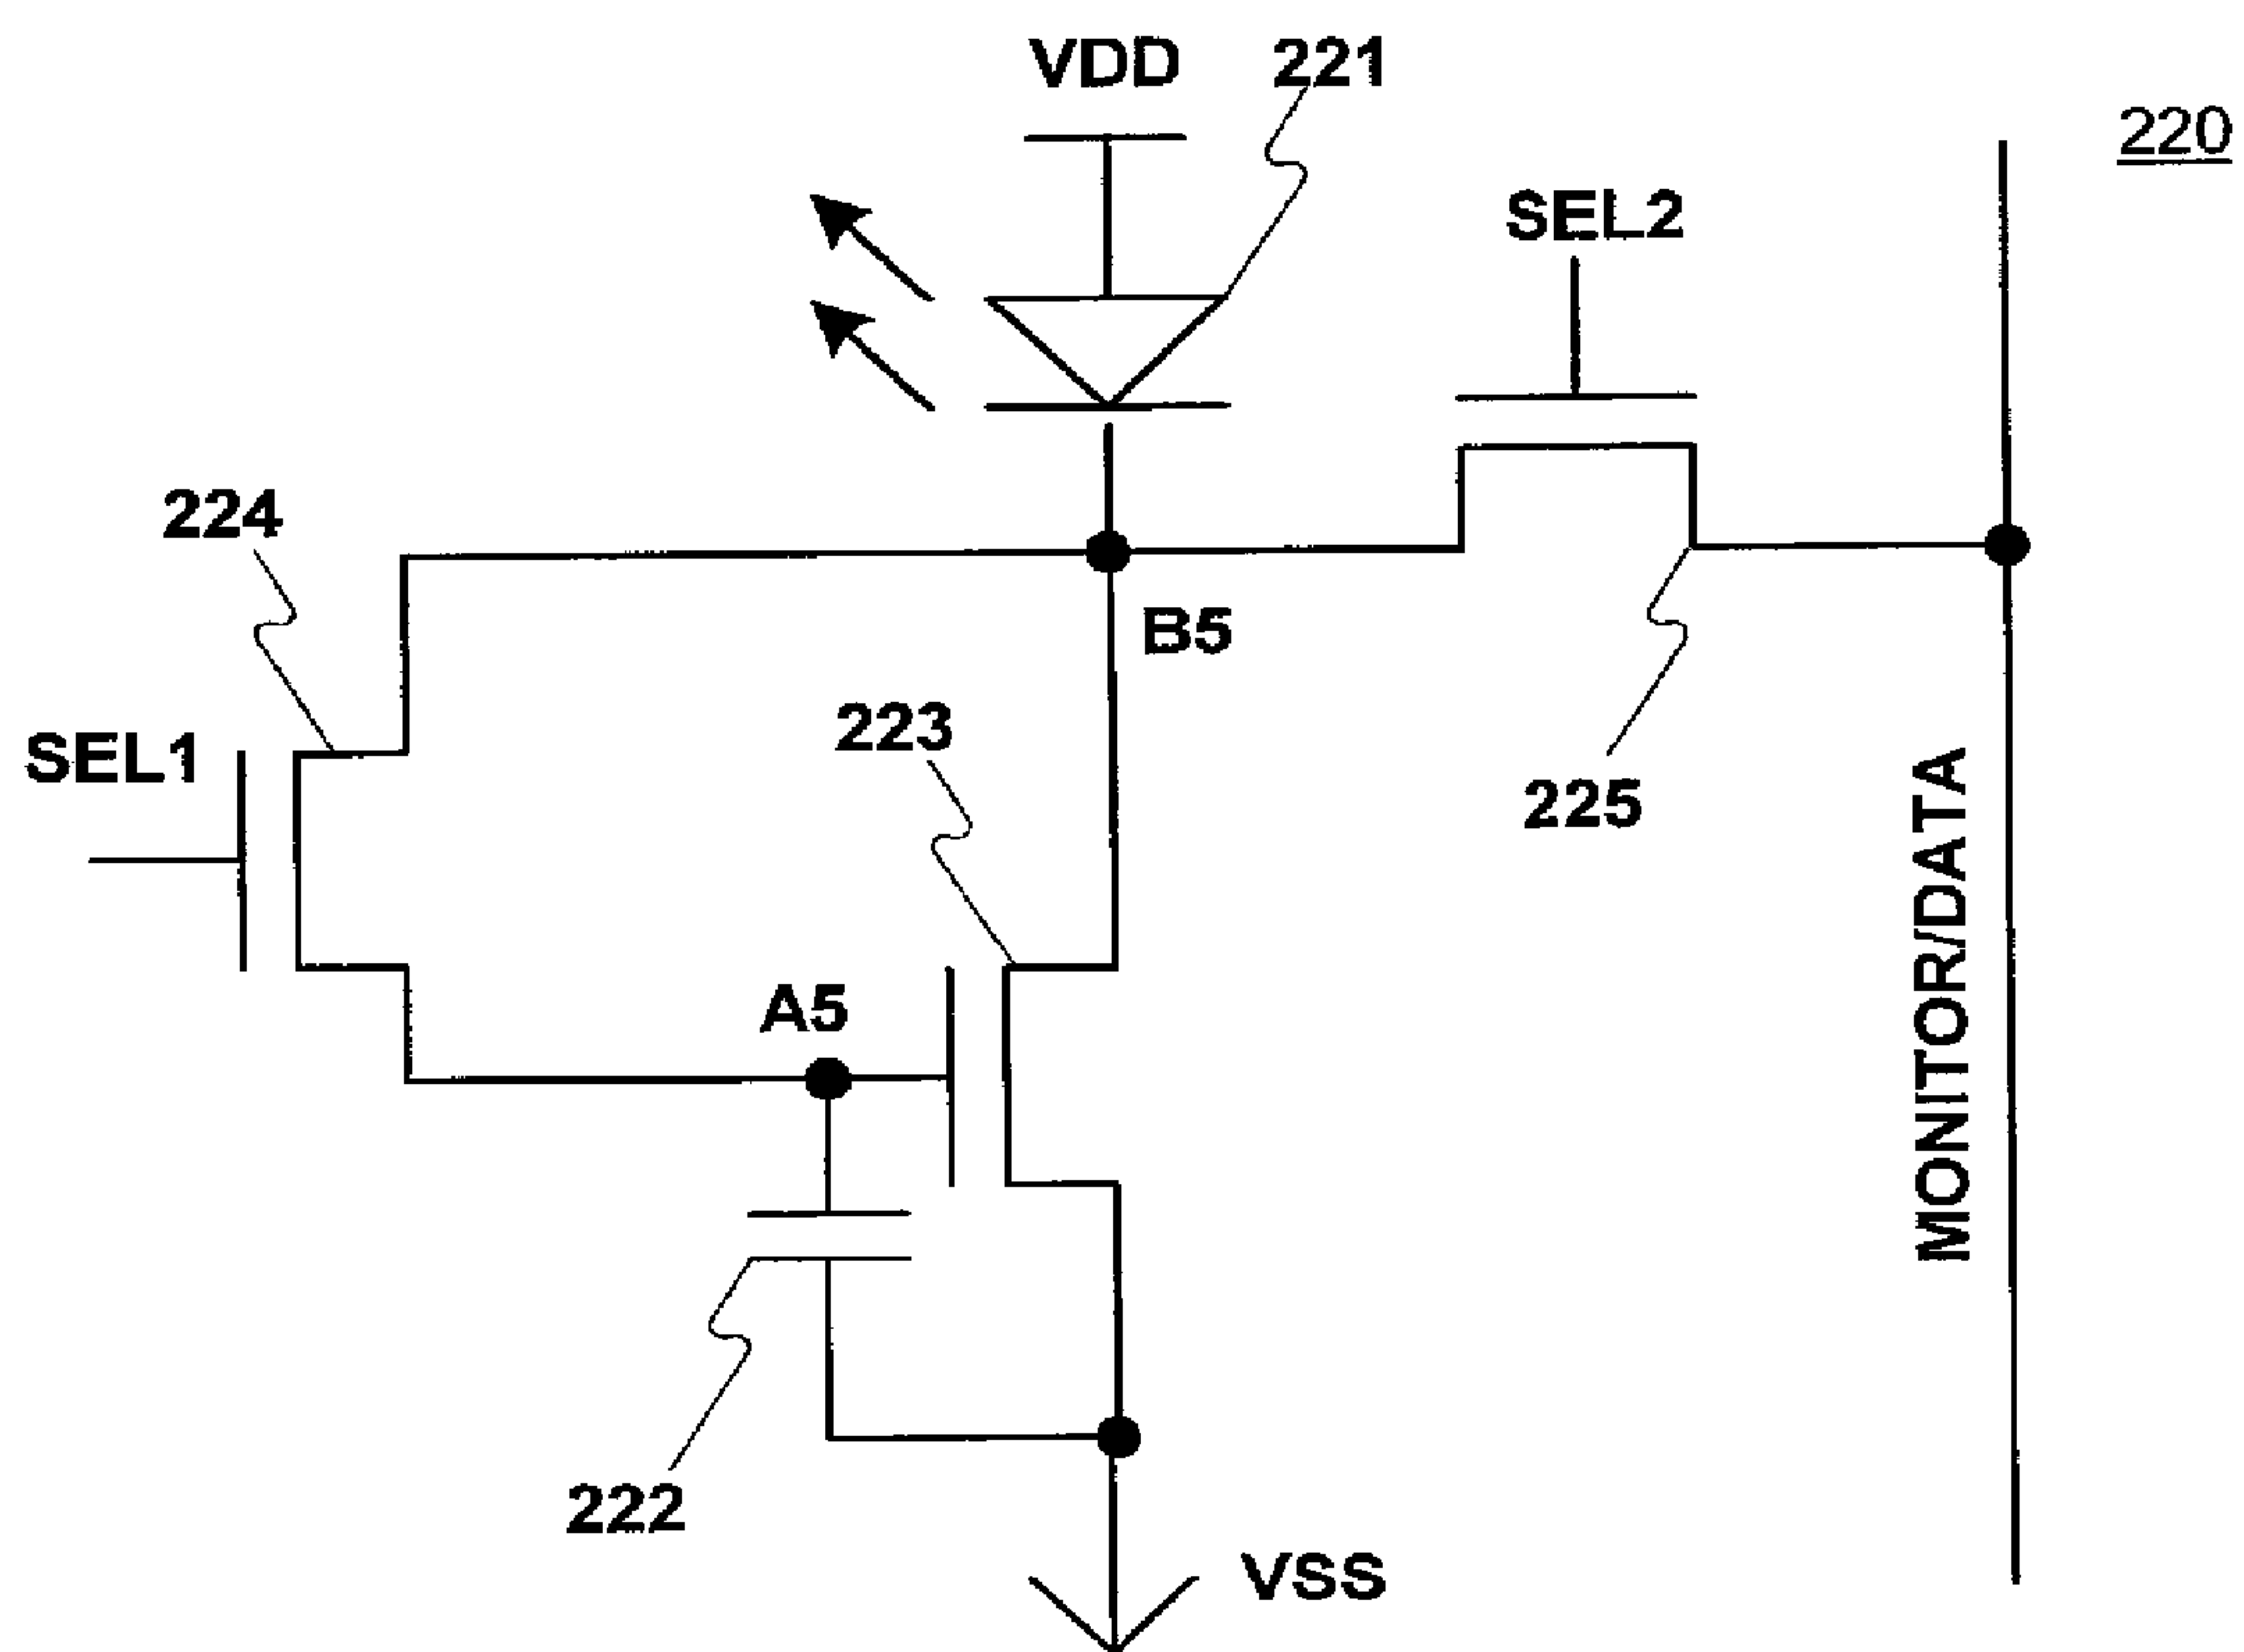 VDD
221
220
SEL2
224
B5
223
SEL1
225
A5
MONITOR/DATA
222
VSS